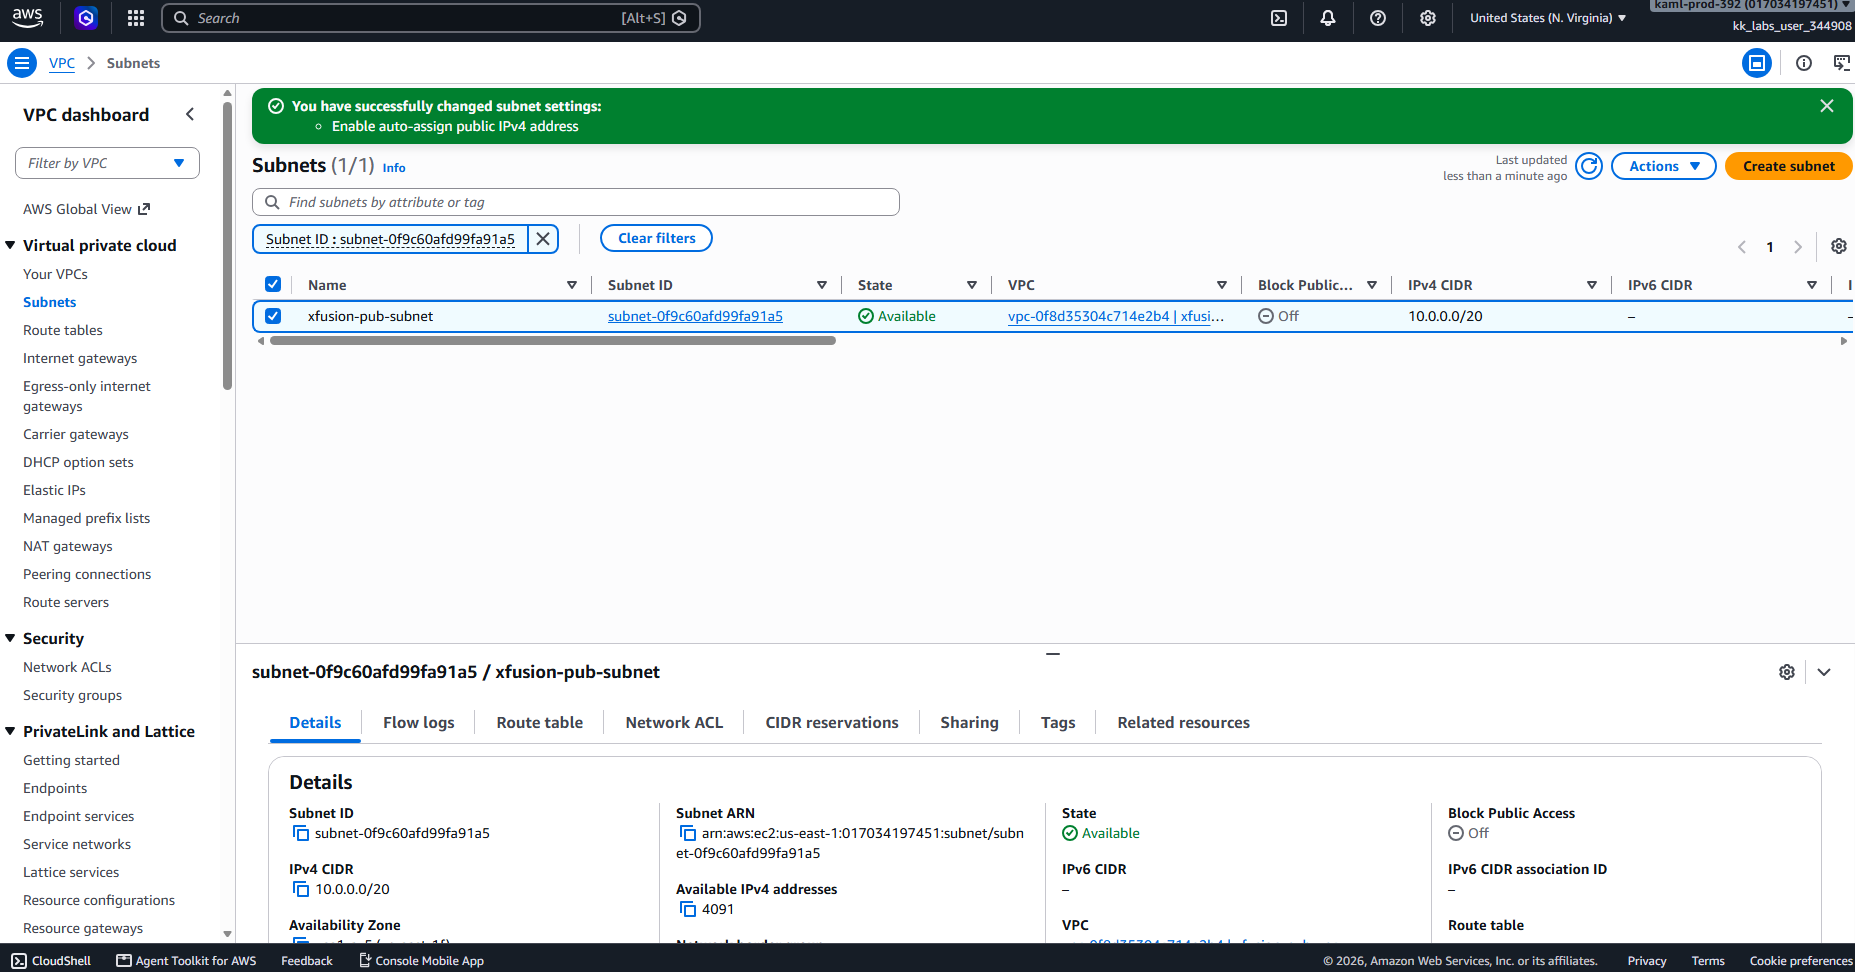 aws
Search [Alt+S]
United States (N. Virginia)
kaml-prod-392 (017034197451)
kk_labs_user_344908
VPC > Subnets
VPC dashboard
Filter by VPC
AWS Global View
Virtual private cloud
Your VPCs
Subnets
Route tables
Internet gateways
Egress-only internet
gateways
Carrier gateways
DHCP option sets
Elastic IPs
Managed prefix lists
NAT gateways
Peering connections
Route servers
Security
Network ACLs
Security groups
PrivateLink and Lattice
Getting started
Endpoints
Endpoint services
Service networks
Lattice services
Resource configurations
Resource gateways
You have successfully changed subnet settings:
Enable auto-assign public IPv4 address
Subnets (1/1) Info
Last updated
less than a minute ago
Actions
Create subnet
Find subnets by attribute or tag
Subnet ID : subnet-0f9c60afd99fa91a5
Clear filters
1
Name Subnet ID State VPC Block Public... IPv4 CIDR IPv6 CIDR
xfusion-pub-subnet subnet-0f9c60afd99fa91a5 Available vpc-0f8d35304c714e2b4 | xfusi... Off 10.0.0.0/20 –
subnet-0f9c60afd99fa91a5 / xfusion-pub-subnet
Details Flow logs Route table Network ACL CIDR reservations Sharing Tags Related resources
Details
Subnet ID
subnet-0f9c60afd99fa91a5
IPv4 CIDR
10.0.0.0/20
Availability Zone
Subnet ARN
arn:aws:ec2:us-east-1:017034197451:subnet/subn
et-0f9c60afd99fa91a5
Available IPv4 addresses
4091
State
Available
IPv6 CIDR
–
VPC
Block Public Access
Off
IPv6 CIDR association ID
–
Route table
CloudShell Agent Toolkit for AWS Feedback Console Mobile App
© 2026, Amazon Web Services, Inc. or its affiliates. Privacy Terms Cookie preferences